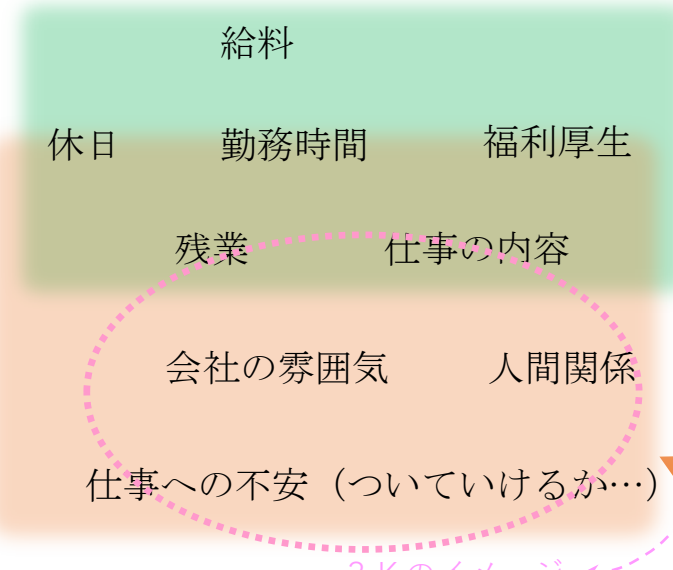 給料
休日 勤務時間 福利厚生
残業 仕事の内容
会社の雰囲気 人間関係
仕事への不安（ついていけるか…）